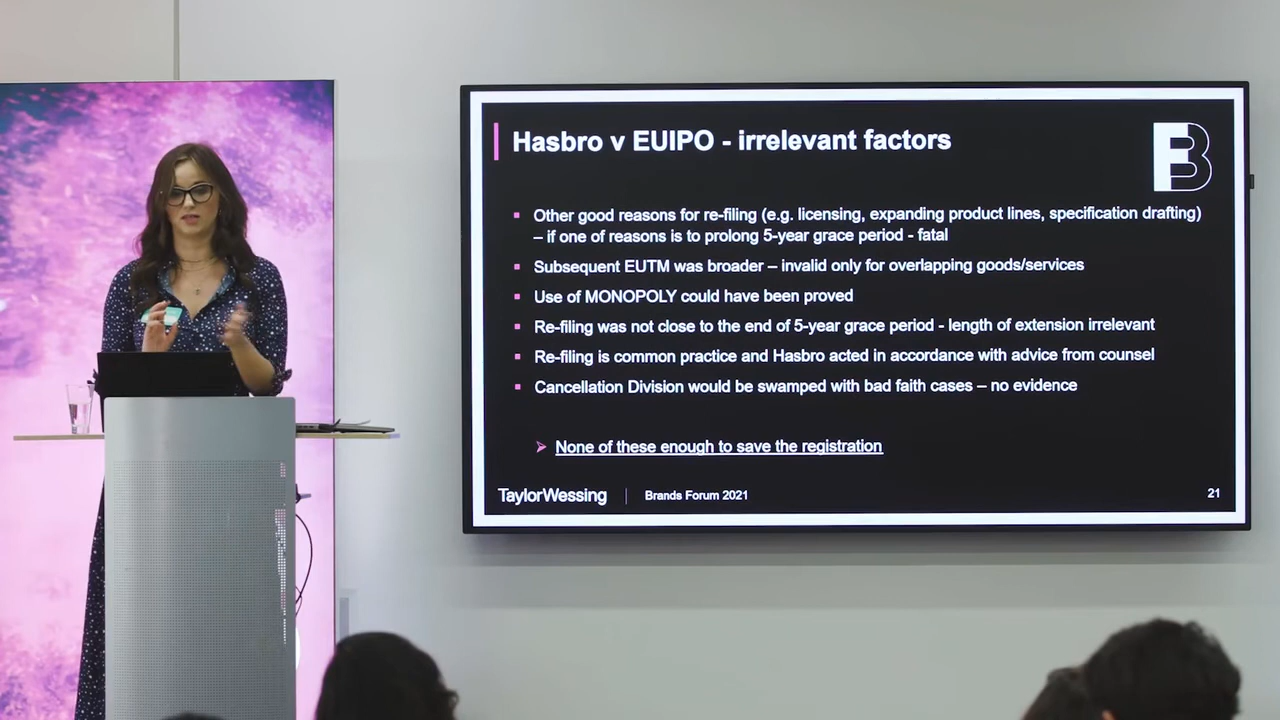 Hasbro v EUIPO - irrelevant factors
▪ Other good reasons for re-filing (e.g. licensing, expanding product lines, specification drafting)
– if one of reasons is to prolong 5-year grace period - fatal
▪ Subsequent EUTM was broader – invalid only for overlapping goods/services
▪ Use of MONOPOLY could have been proved
▪ Re-filing was not close to the end of 5-year grace period - length of extension irrelevant
▪ Re-filing is common practice and Hasbro acted in accordance with advice from counsel
▪ Cancellation Division would be swamped with bad faith cases – no evidence
➢ None of these enough to save the registration
TaylorWessing | Brands Forum 2021
21